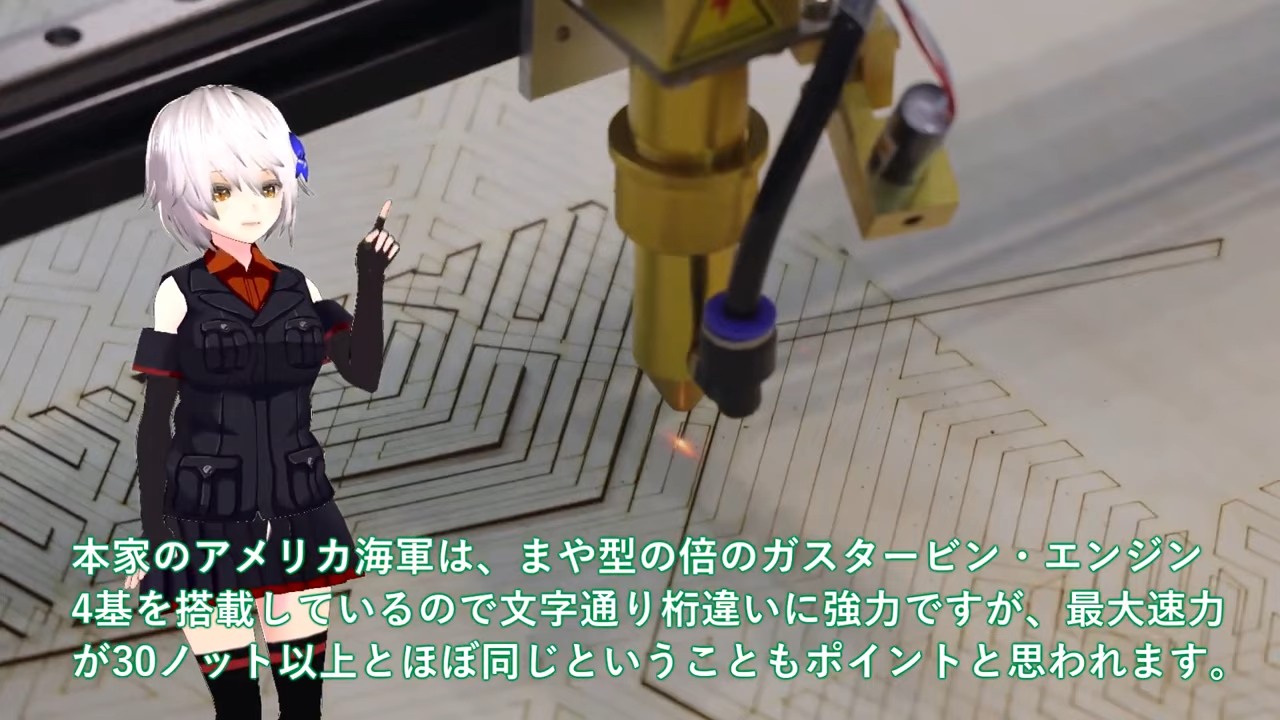 本家のアメリカ海軍は、まや型の倍のガスタービン・エンジン
4基を搭載しているので文字通り桁違いに強力ですが、最大速力
が30ノット以上とほぼ同じということもポイントと思われます。